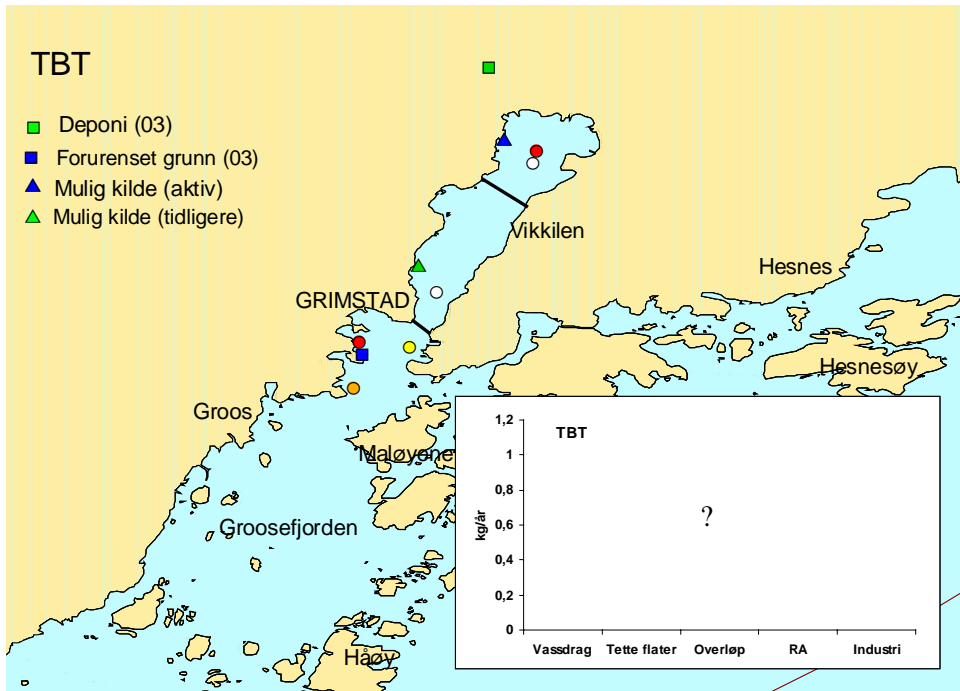 TBT
Deponi (03)
Forurenset grunn (03)
Mulig kilde (aktiv)
Mulig kilde (tidligere)
Vikkilen
Hesnes
GRIMSTAD
Hesnesøy
Groos
Maløyene
Groosefjorden
Håøy
TBT
kg/år
1,2
1
0,8
0,6
0,4
0,2
0
?
Vassdrag Tette flater Overløp RA Industri